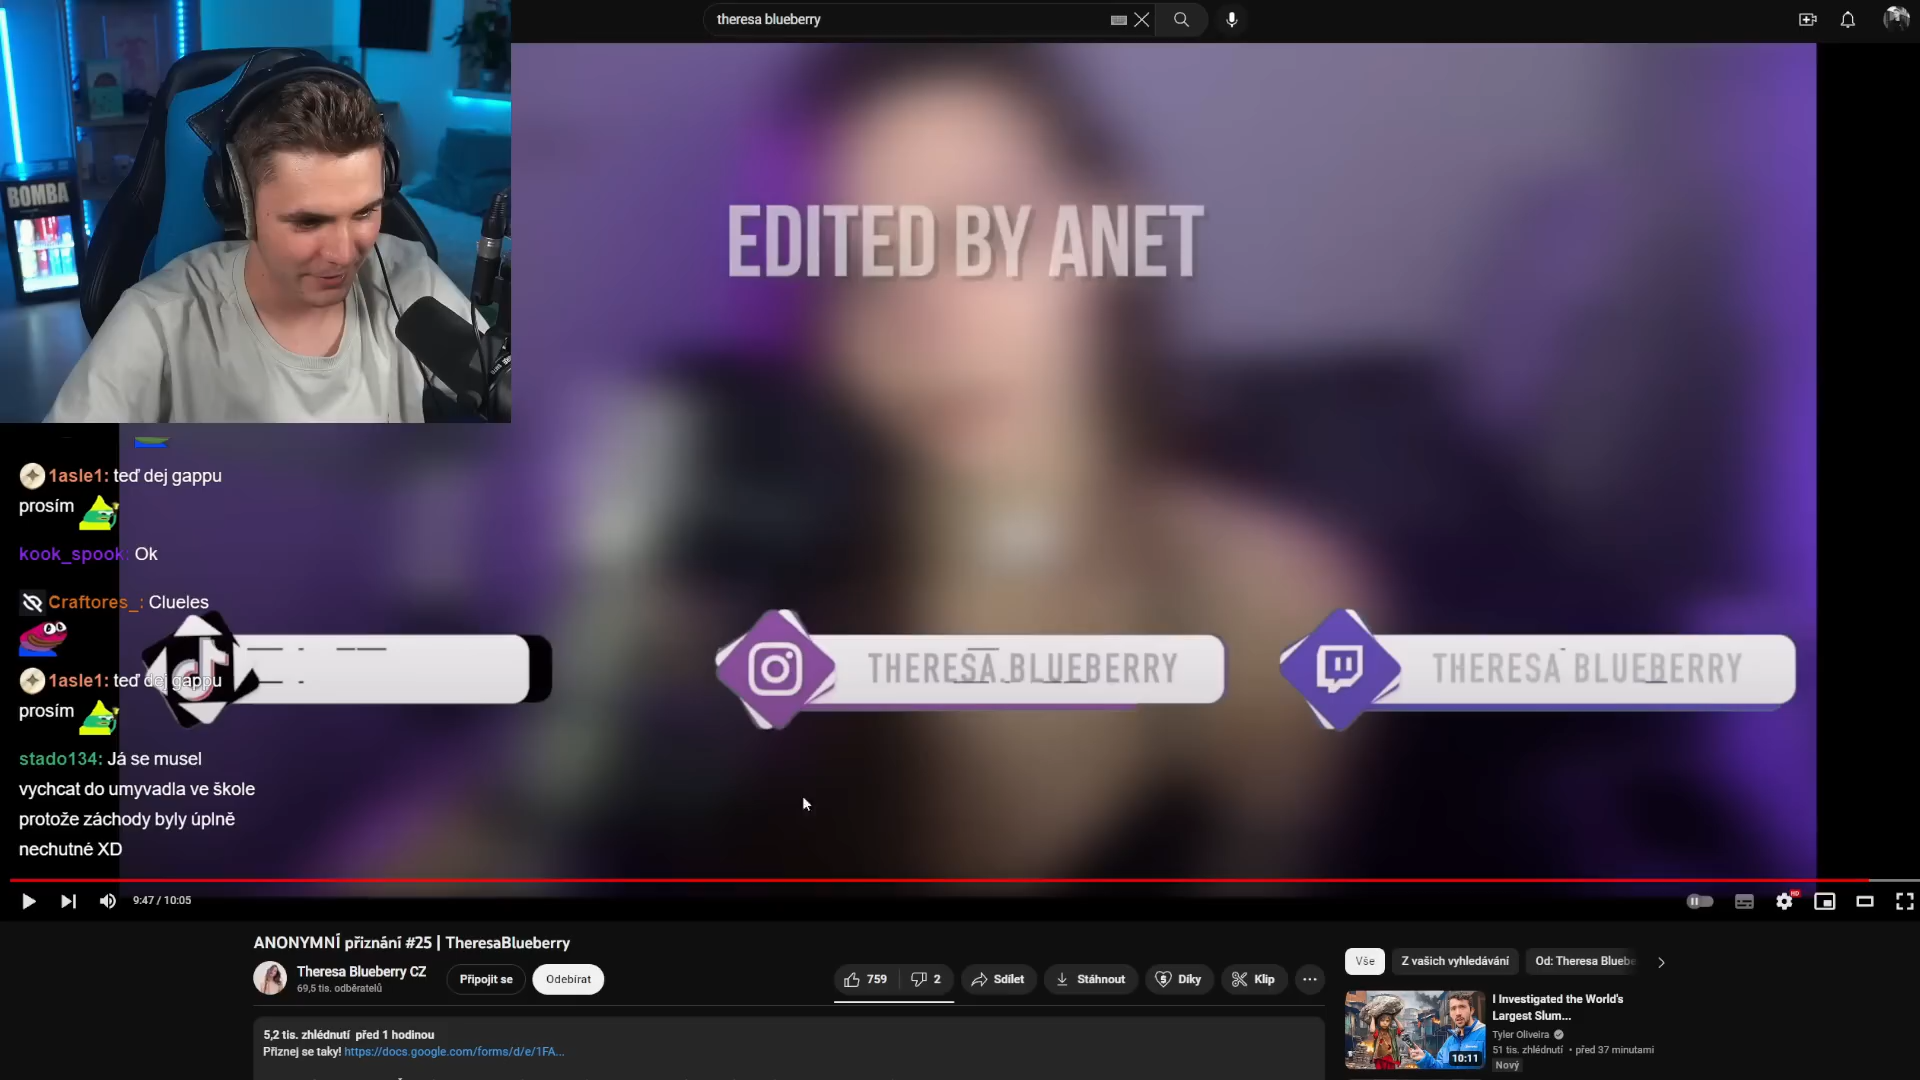 theresa blueberry
BOMBA
EDITED BY ANET
1asle1: teď dej gappu
prosím
kook_spook: Ok
Craftores_: Clueles
1asle1: teď dej gappu
prosím
THERESA BLUEBERRY
THERESA BLUEBERRY
stado134: Já se musel
vychcat do umyvadla ve škole
protože záchody byly úplně
nechutné XD
9:47 / 10:05
HD
ANONYMNÍ přiznání #25 | TheresaBlueberry
Theresa Blueberry CZ
69,5 tis. odběratelů
Připojit se
Odebírat
759
2
Sdílet
Stáhnout
Díky
Klip
5,2 tis. zhlédnutí před 1 hodinou
Přiznej se taky! https://docs.google.com/forms/d/e/1FA...
Vše
Z vašich vyhledávání
Od: Theresa Bluebe
I Investigated the World's
Largest Slum...
Tyler Oliveira
51 tis. zhlédnutí • před 37 minutami
Nový
10:11